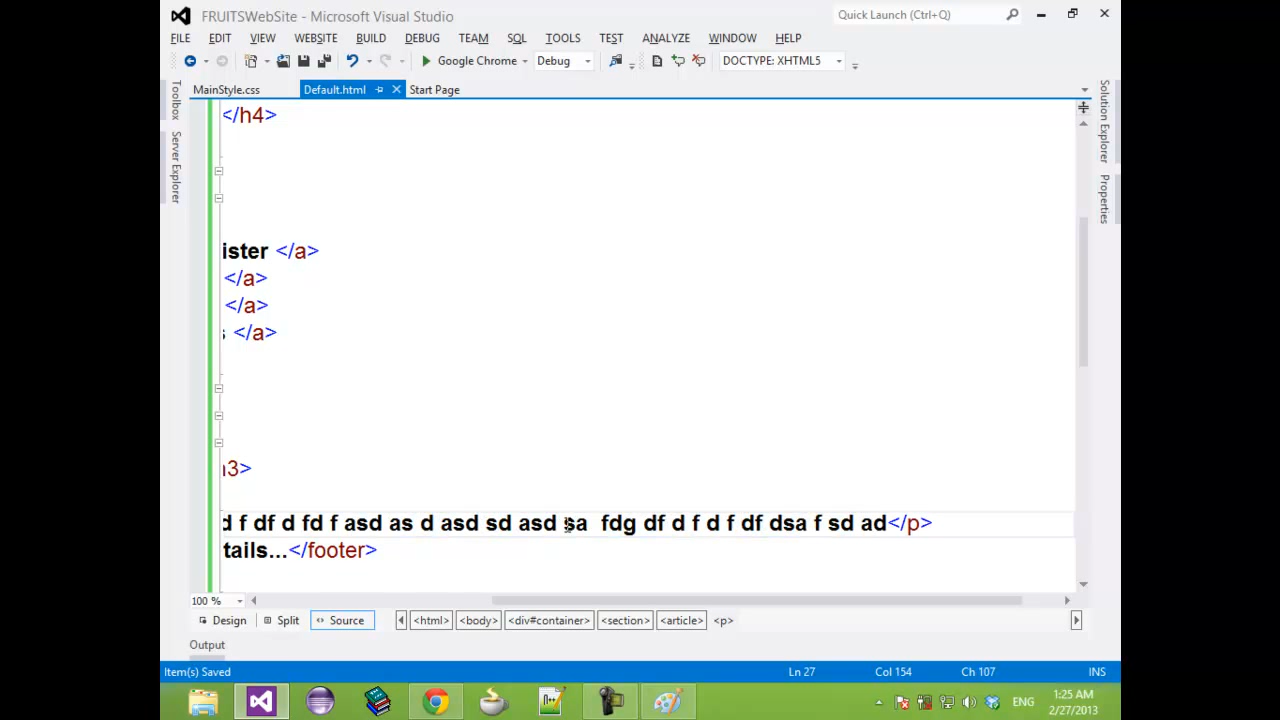 FRUITSWebSite - Microsoft Visual Studio
Quick Launch (Ctrl+Q)
FILE EDIT VIEW WEBSITE BUILD DEBUG TEAM SQL TOOLS TEST ANALYZE WINDOW HELP
Google Chrome Debug DOCTYPE: XHTML5
MainStyle.css Default.html Start Page
Toolbox
Server Explorer
Solution Explorer
Properties
</h4>
ister </a>
</a>
</a>
s </a>
h3>
d f df d fd f asd as d asd sd asd sa  fdg df d f d f df dsa f sd ad</p>
tails...</footer>
100 %
Design Split Source <html> <body> <div#container> <section> <article> <p>
Output
Item(s) Saved Ln 27 Col 154 Ch 107 INS
ENG 1:25 AM
2/27/2013